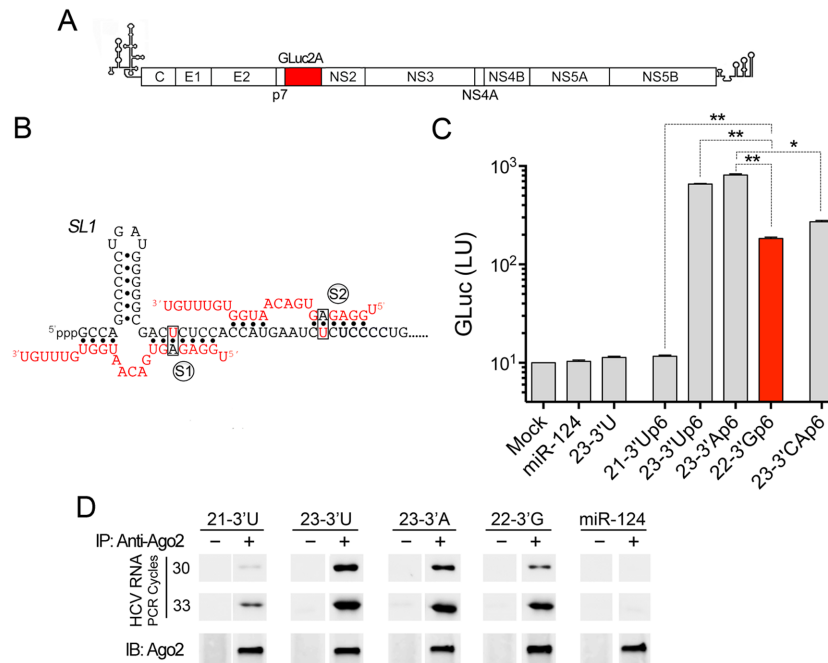 A
GLuc2A
C E1 E2 NS2 NS3 NS4B NS5A NS5B
p7 NS4A
B
SL1
3´UGUUUGU GGUA ACAGU GAGAGG U5´
S2
5´pppGCCA GACUCUCCACCAUGAAUCUCUCCCCUG......
3´UGUUUG UGGU AACA GUGAGAGG U5´
S1
C
GLuc (LU)
10³
10²
10¹
** ** ** *
Mock miR-124 23-3'U 21-3'Up6 23-3'Up6 23-3'Ap6 22-3'Gp6 23-3'CAp6
D
21-3'U 23-3'U 23-3'A 22-3'G miR-124
IP: Anti-Ago2 − + − + − + − + − +
HCV RNA
PCR Cycles
30
33
IB: Ago2